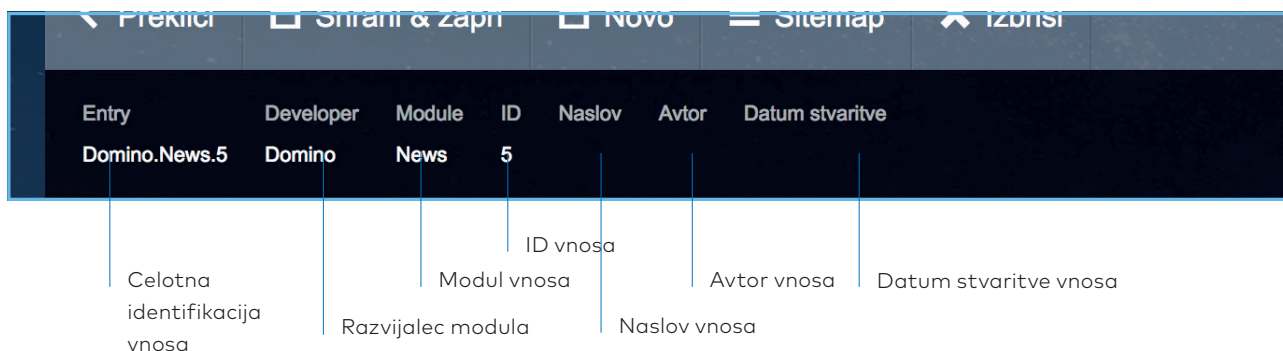 Prekliči Shrani & zapri Novo Sitemap Izbriši
Entry Developer Module ID Naslov Avtor Datum stvaritve
Domino.News.5 Domino News 5
ID vnosa
Celotna Modul vnosa Avtor vnosa Datum stvaritve vnosa
identifikacija
Razvijalec modula Naslov vnosa
vnosa